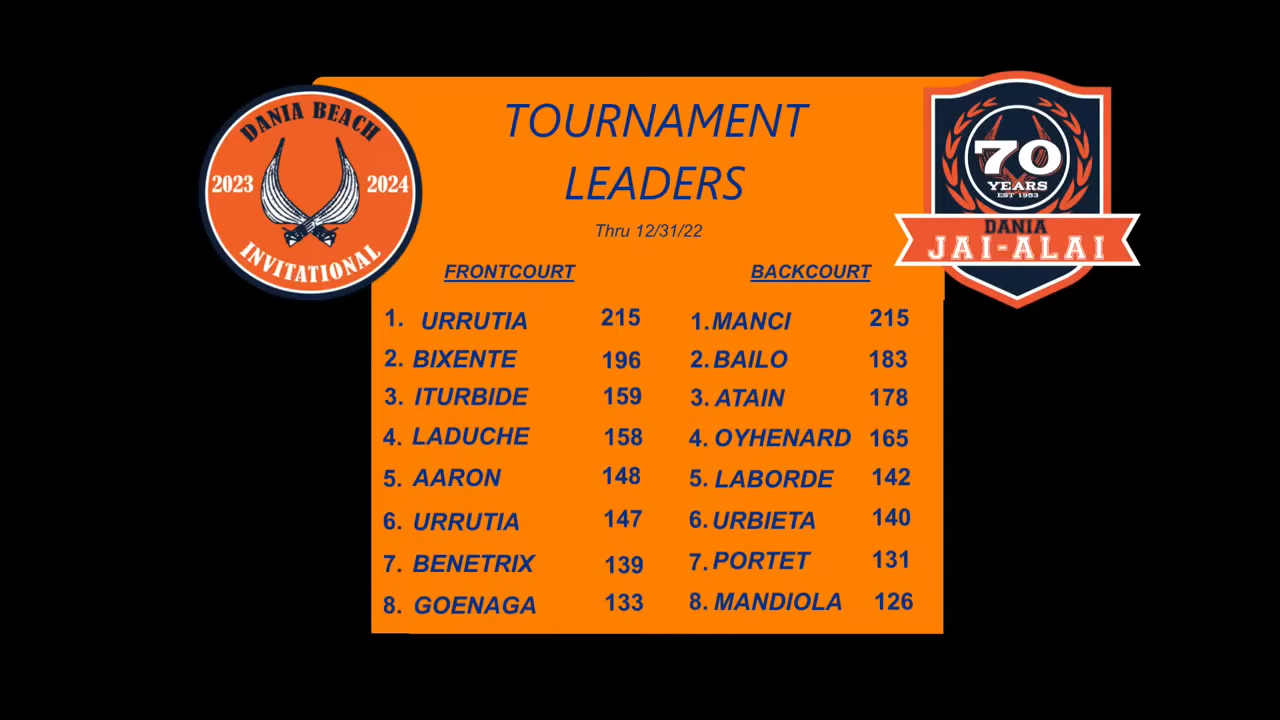 DANIA BEACH
2023 2024
INVITATIONAL
TOURNAMENT
LEADERS
Thru 12/31/22
70
YEARS
EST 1953
DANIA
JAI-ALAI
FRONTCOURT BACKCOURT
1. URRUTIA 215 1. MANCI 215
2. BIXENTE 196 2. BAILO 183
3. ITURBIDE 159 3. ATAIN 178
4. LADUCHE 158 4. OYHENARD 165
5. AARON 148 5. LABORDE 142
6. URRUTIA 147 6. URBIETA 140
7. BENETRIX 139 7. PORTET 131
8. GOENAGA 133 8. MANDIOLA 126